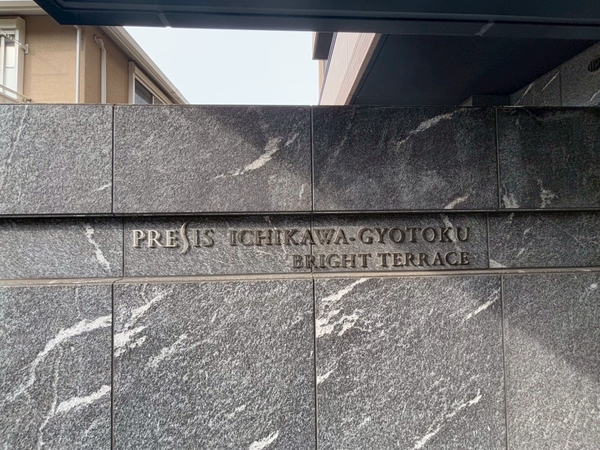 PRESIS ICHIKAWA-GYOTOKU
BRIGHT TERRACE